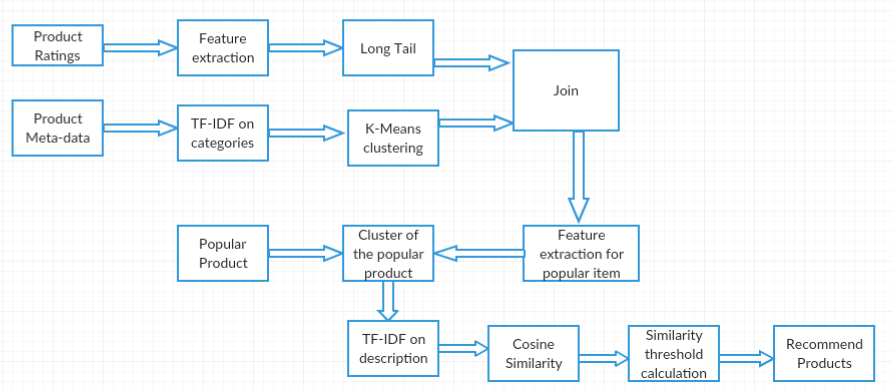 Product
Ratings
Feature
extraction
Long Tail
Join
Product
Meta-data
TF-IDF on
categories
K-Means
clustering
Popular
Product
Cluster of
the popular
product
Feature
extraction for
popular item
TF-IDF on
description
Cosine
Similarity
Similarity
threshold
calculation
Recommend
Products